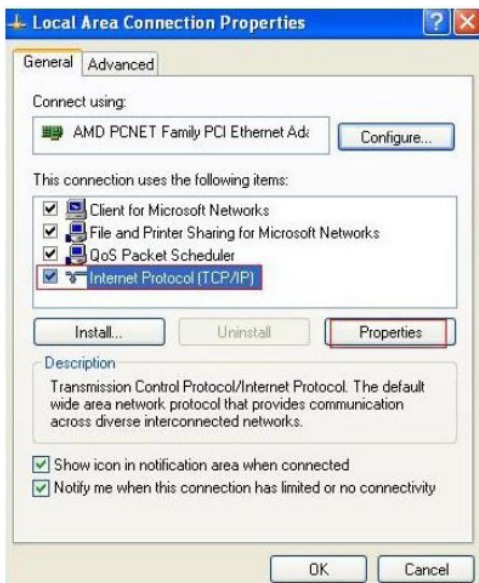 Local Area Connection Properties
General Advanced
Connect using:
AMD PCNET Family PCI Ethernet Ada
Configure...
This connection uses the following items:
Client for Microsoft Networks
File and Printer Sharing for Microsoft Networks
QoS Packet Scheduler
Internet Protocol (TCP/IP)
Install... Uninstall Properties
Description
Transmission Control Protocol/Internet Protocol. The default
wide area network protocol that provides communication
across diverse interconnected networks.
Show icon in notification area when connected
Notify me when this connection has limited or no connectivity
OK Cancel